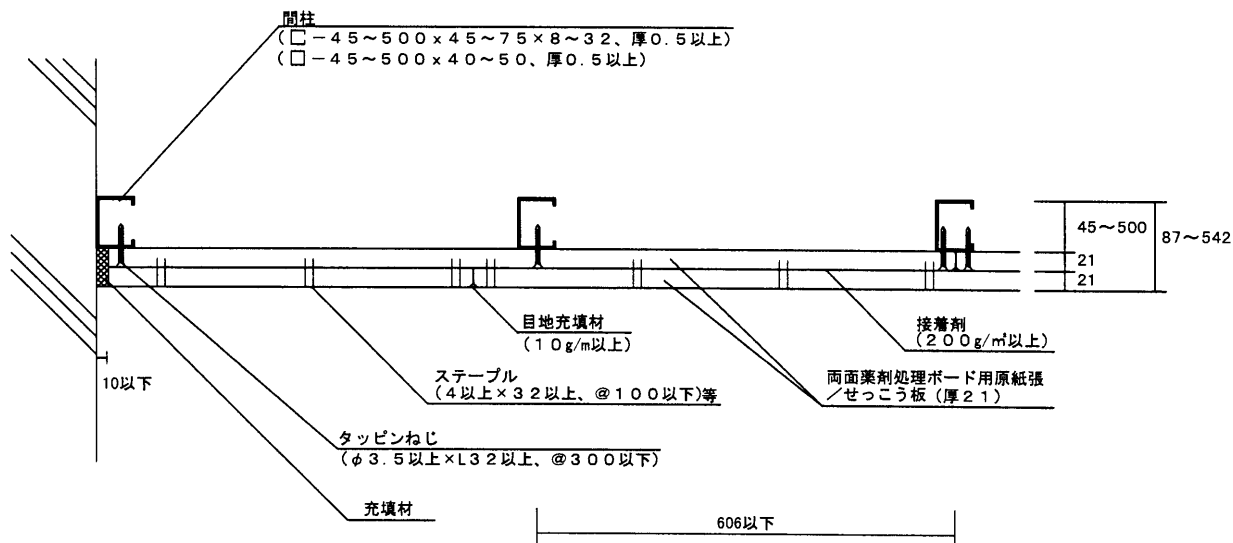 間柱
(□-45~500x45~75×8~32、厚0.5以上)
(□-45~500x40~50、厚0.5以上)
45~500
87~542
21
21
目地充填材
(10g/m以上)
接着剤
(200g/㎡以上)
10以下
ステープル
(4以上×32以上、@100以下)等
両面薬剤処理ボード用原紙張
/せっこう板(厚21)
タッピンねじ
(φ3.5以上×L32以上、@300以下)
充填材
606以下